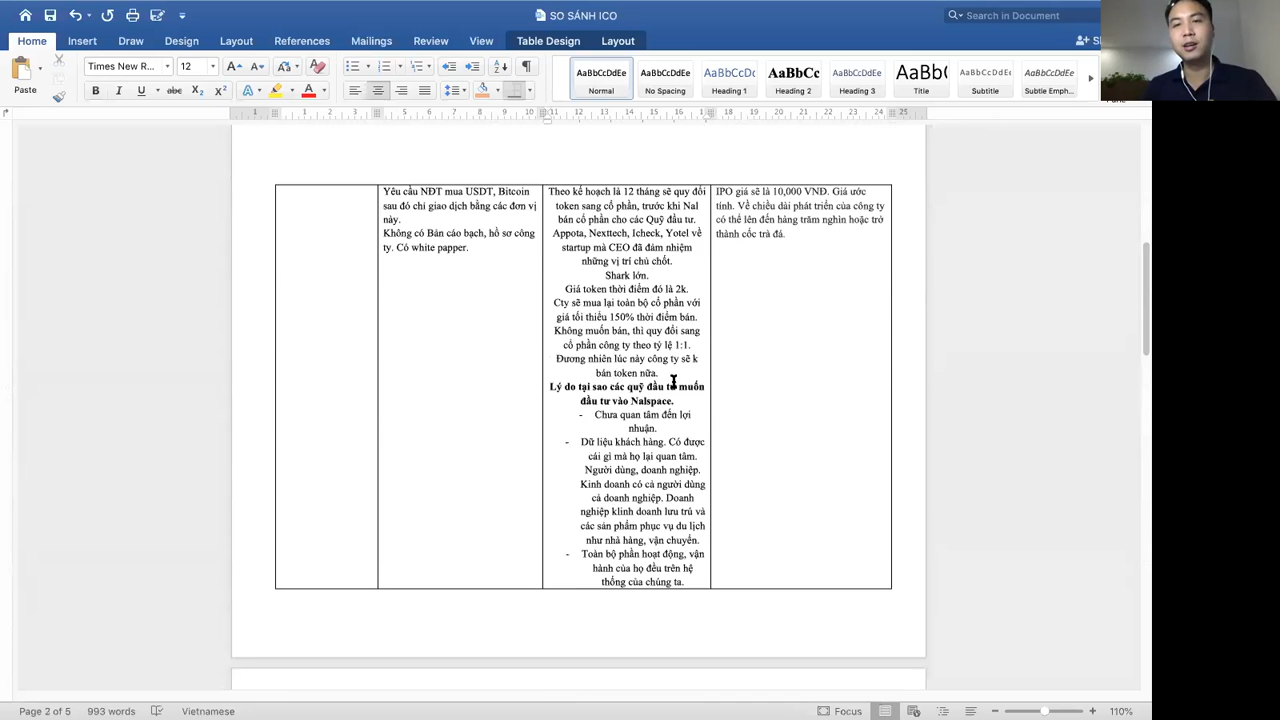 SO SÁNH ICO
Search in Document
Home
Insert
Draw
Design
Layout
References
Mailings
Review
View
Table Design
Layout
Paste
Times New R...
12
AaBbCcDdEe
Normal
AaBbCcDdEe
No Spacing
AaBbCcDc
Heading 1
AaBbCc
Heading 2
AaBbCcDdEe
Heading 3
AaBbC
Title
AaBbCcDdEe
Subtitle
AaBbCcDdEe
Subtle Emph...
Yêu cầu NĐT mua USDT, Bitcoin
sau đó chi giao dịch bằng các đơn vị
này.
Không có Bản cáo bạch, hồ sơ công
ty. Có white papper.
Theo kế hoạch là 12 tháng sẽ quy đổi
token sang cổ phần, trước khi Nal
bán cổ phần cho các Quỹ đầu tư.
Appota, Nexttech, Icheck, Yotel về
startup mà CEO đã đảm nhiệm
những vị trí chủ chốt.
Shark lớn.
Giá token thời điểm đó là 2k.
Cty sẽ mua lại toàn bộ cổ phần với
giá tối thiểu 150% thời điểm bán.
Không muốn bán, thì quy đổi sang
cổ phần công ty theo tỷ lệ 1:1.
Đương nhiên lúc này công ty sẽ k
bán token nữa.
Lý do tại sao các quỹ đầu tư muốn
đầu tư vào Nalspace.
- Chưa quan tâm đến lợi
nhuận.
- Dữ liệu khách hàng. Có được
cái gì mà họ lại quan tâm.
Người dùng, doanh nghiệp.
Kinh doanh có cả người dùng
cả doanh nghiệp. Doanh
nghiệp klinh doanh lưu trú và
các sản phẩm phục vụ du lịch
như nhà hàng, vận chuyển.
- Toàn bộ phần hoạt động, vận
hành của họ đều trên hệ
thống của chúng ta.
IPO giá sẽ là 10,000 VNĐ. Giá ước
tính. Về chiều dài phát triển của công ty
có thể lên đến hàng trăm nghìn hoặc trở
thành cốc trà đá.
Page 2 of 5
993 words
Vietnamese
Focus
110%